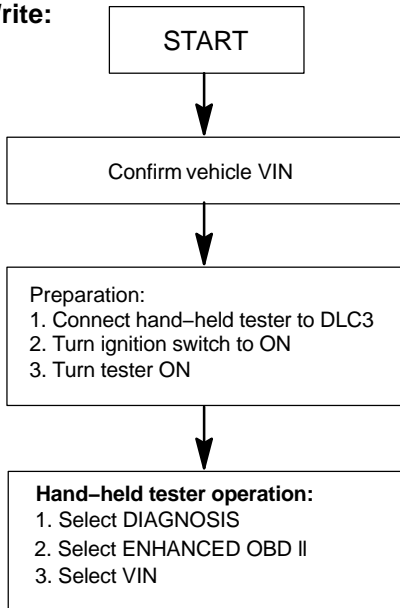 START
Confirm vehicle VIN
Preparation:
1. Connect hand–held tester to DLC3
2. Turn ignition switch to ON
3. Turn tester ON
Hand–held tester operation:
1. Select DIAGNOSIS
2. Select ENHANCED OBD II
3. Select VIN